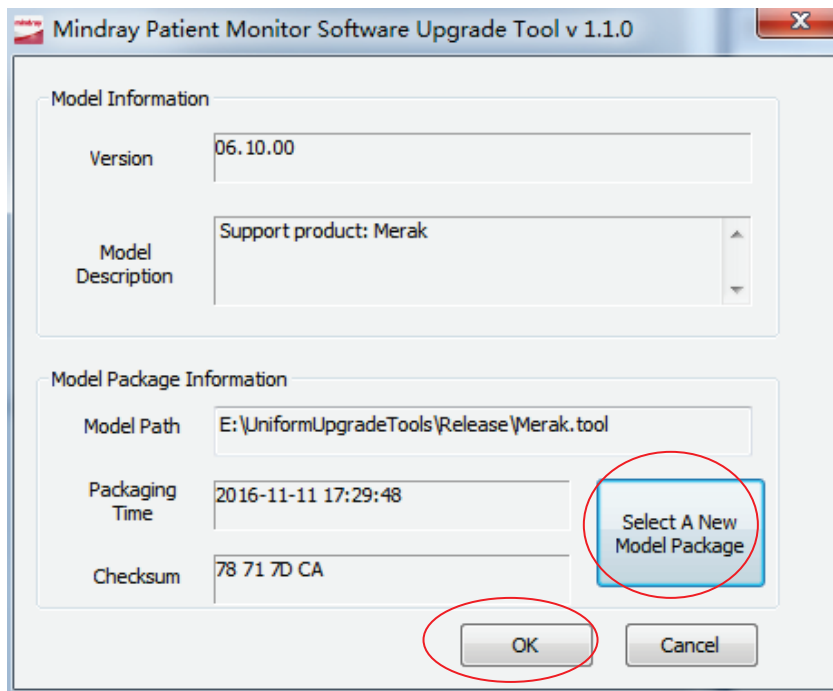 mindray
Mindray Patient Monitor Software Upgrade Tool v 1.1.0
Model Information
Version
06.10.00
Model
Description
Support product: Merak
Model Package Information
Model Path
E:\UniformUpgradeTools\Release\Merak.tool
Packaging
Time
2016-11-11 17:29:48
Select A New
Model Package
Checksum
78 71 7D CA
OK
Cancel